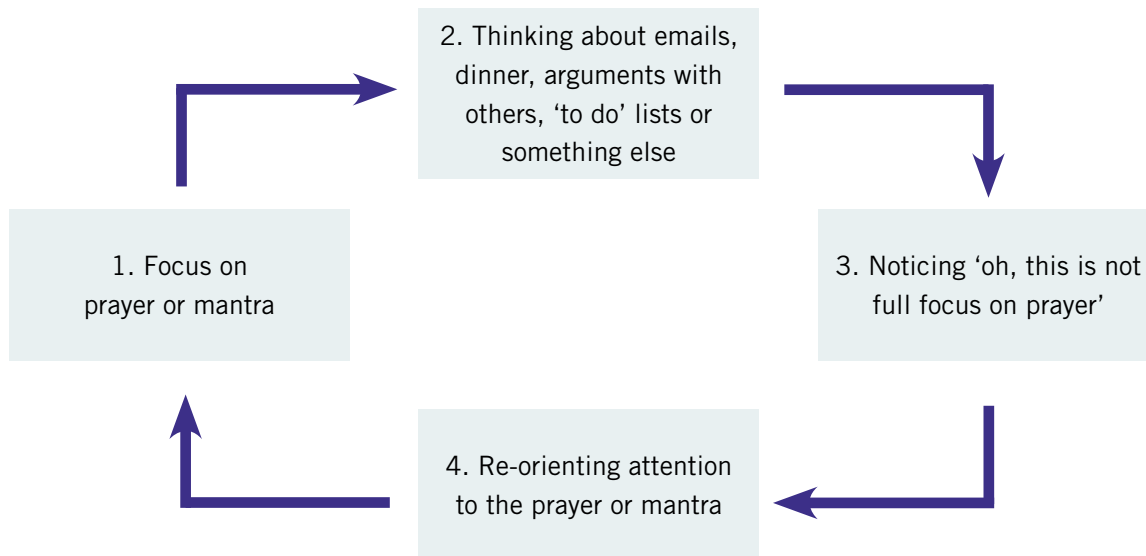 1. Focus on
prayer or mantra
2. Thinking about emails,
dinner, arguments with
others, ‘to do’ lists or
something else
3. Noticing ‘oh, this is not
full focus on prayer’
4. Re-orienting attention
to the prayer or mantra